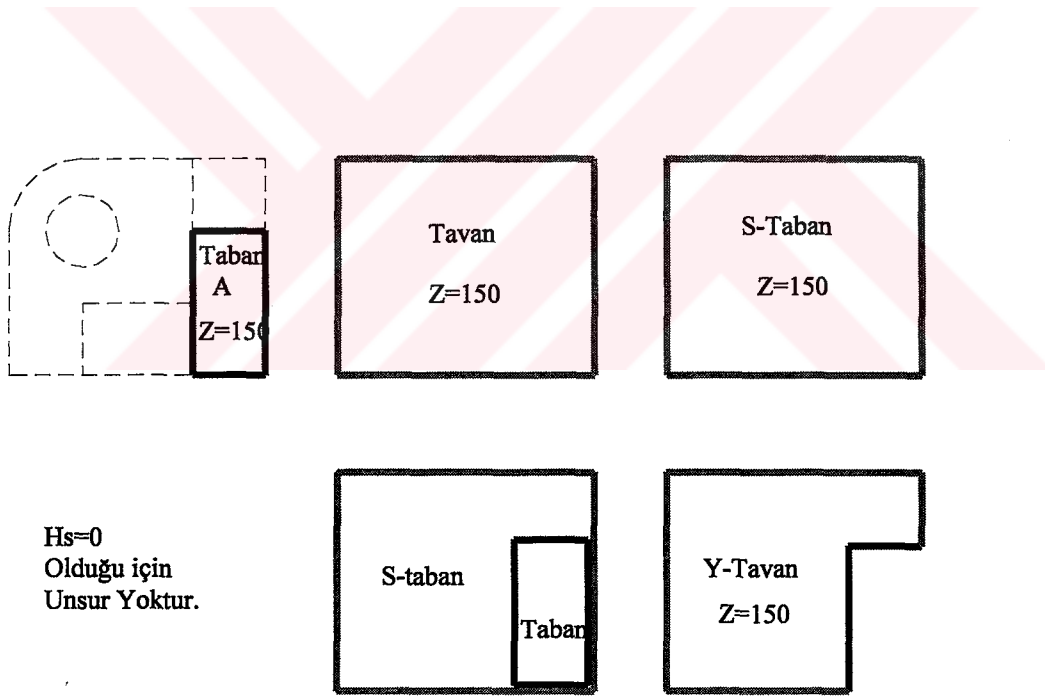 Taban
A
Z=150
Tavan
Z=150
S-Taban
Z=150
Hs=0
Olduğu için
Unsur Yoktur.
S-taban
Taban
Y-Tavan
Z=150